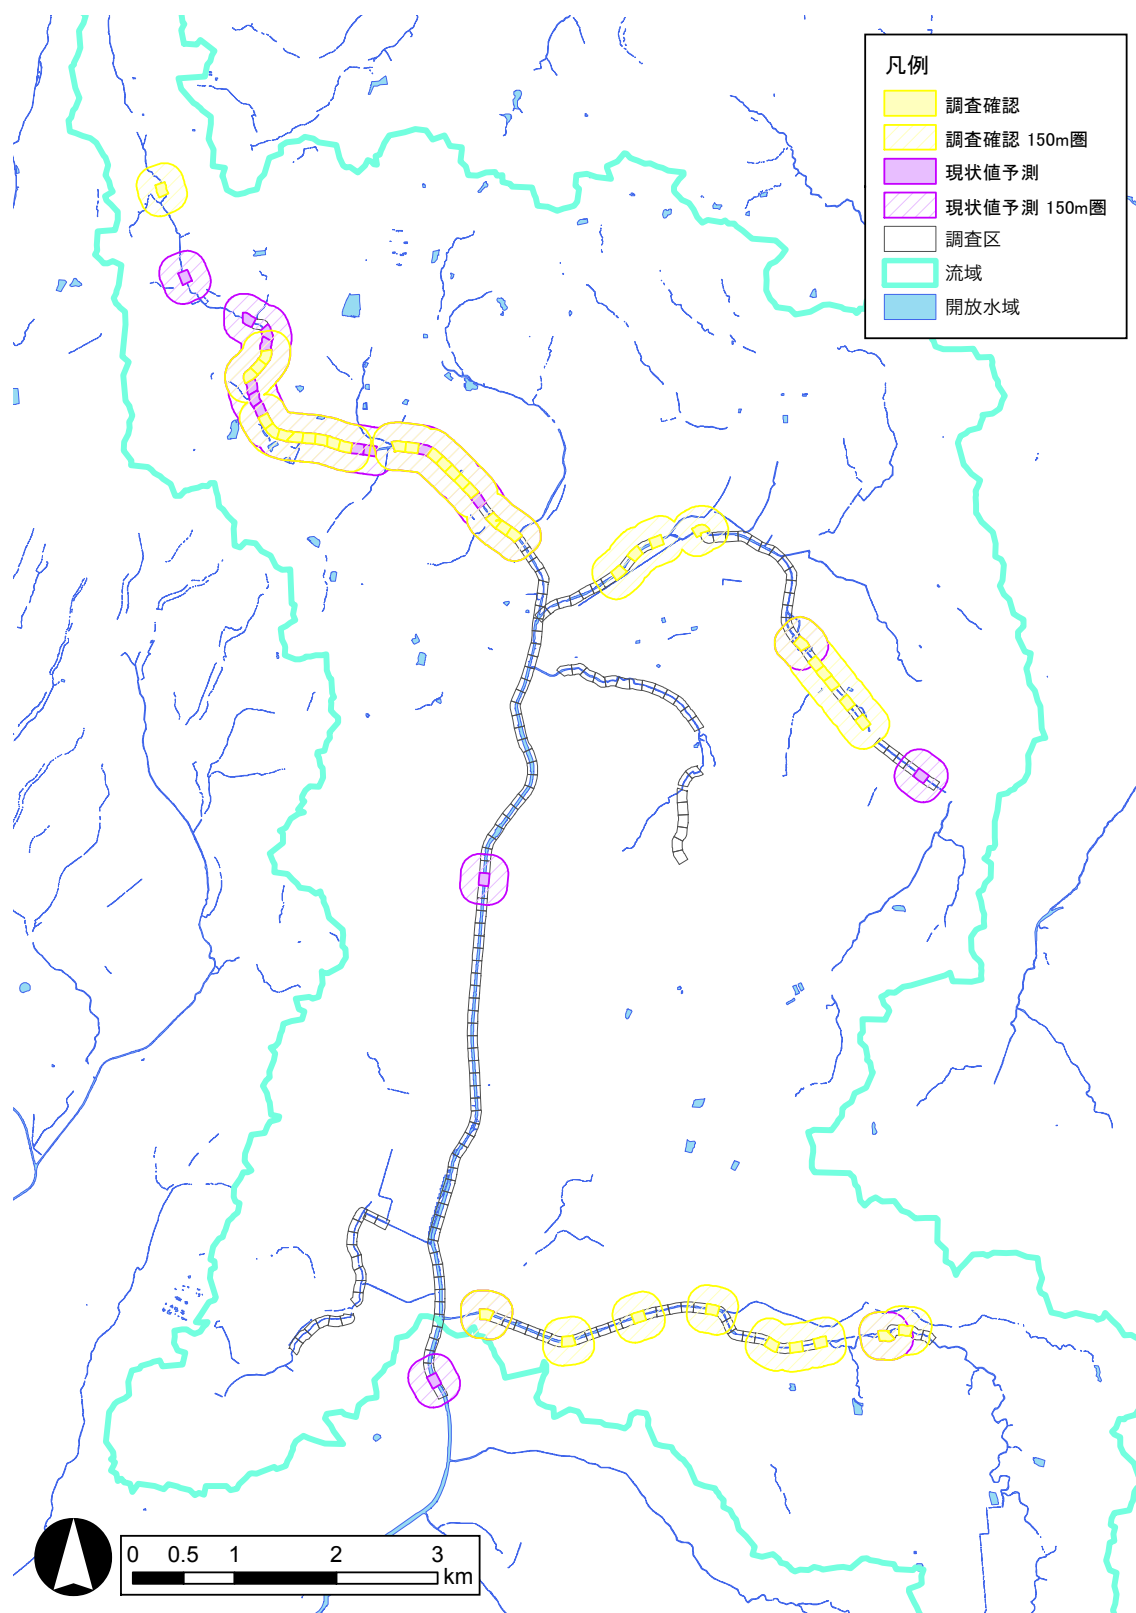 凡例
調査確認
調査確認 150m圏
現状値予測
現状値予測 150m圏
調査区
流域
開放水域
0 0.5 1 2 3
km